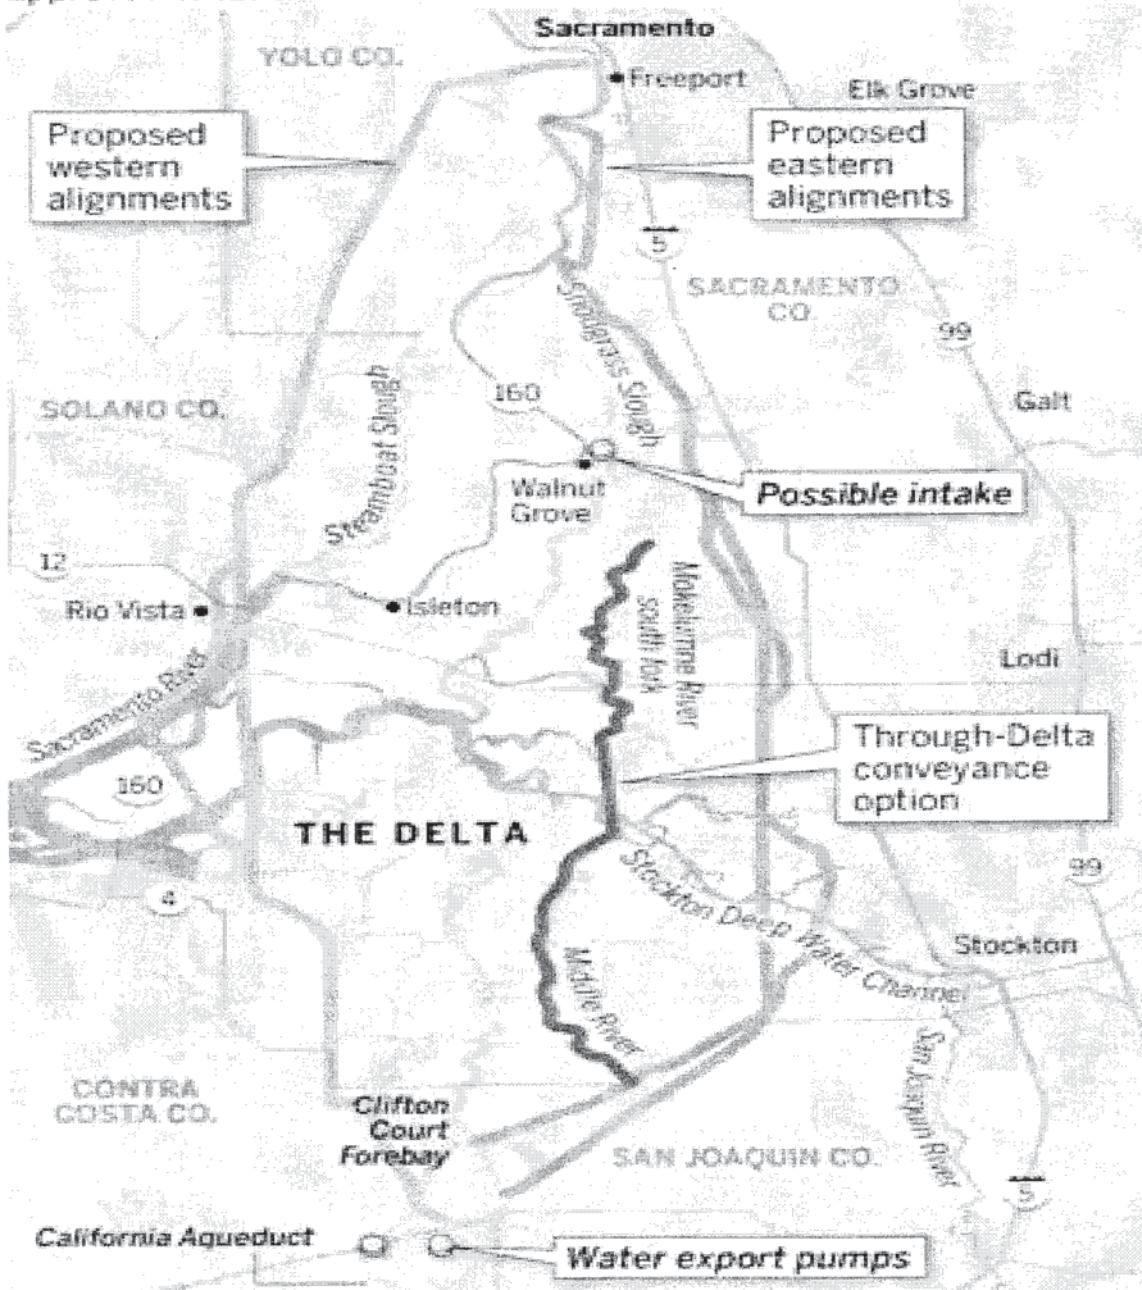 Sacramento
YOLO CO.
Freeport
Elk Grove
Proposed
western
alignments
Proposed
eastern
alignments
5
SACRAMENTO
CO.
Snodgrass Slough
99
160
Galt
SOLANO CO.
Steamboat Slough
Walnut
Grove
Possible intake
12
Rio Vista
Isleton
Mokelumne River
south fork
Lodi
Sacramento River
160
Through-Delta
conveyance
option
THE DELTA
Stockton Deep Water Channel
99
4
Stockton
Middle River
San Joaquin River
CONTRA
COSTA CO.
Clifton
Court
Forebay
SAN JOAQUIN CO.
5
California Aqueduct
Water export pumps